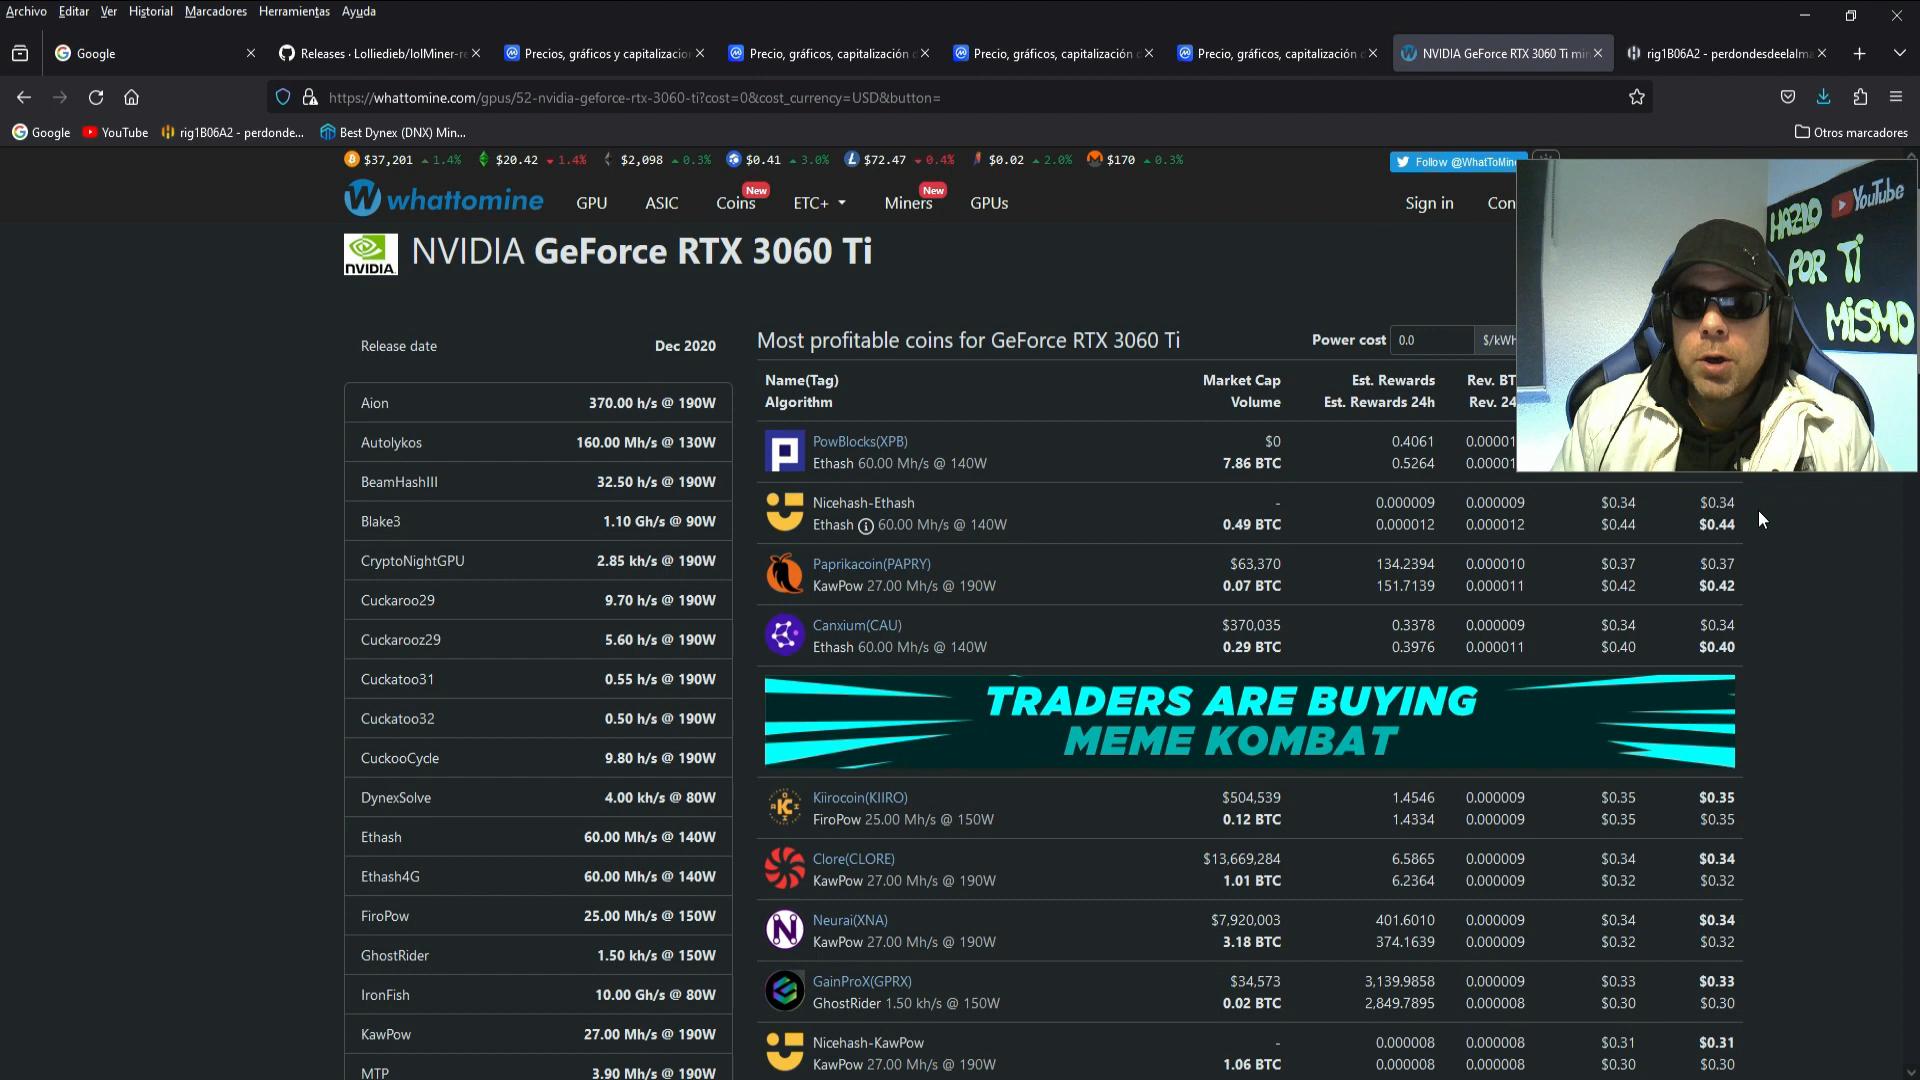 Archivo Editar Ver Historial Marcadores Herramientas Ayuda
Google
Releases · Lolliedieb/lolMiner-re
Precios, gráficos y capitalizacio
Precio, gráficos, capitalización d
Precio, gráficos, capitalización d
Precio, gráficos, capitalización d
NVIDIA GeForce RTX 3060 Ti min
rig1B06A2 - perdondesdeelalma
https://whattomine.com/gpus/52-nvidia-geforce-rtx-3060-ti?cost=0&cost_currency=USD&button=
Google YouTube rig1B06A2 - perdonde... Best Dynex (DNX) Min... Otros marcadores
$37,201 1.4% $20.42 1.4% $2,098 0.3% $0.41 3.0% $72.47 0.4% $0.02 2.0% $170 0.3%
Follow @WhatToMine
whattomine GPU ASIC Coins New ETC+ Miners New GPUs Sign in Con
NVIDIA
NVIDIA GeForce RTX 3060 Ti
Release date Dec 2020
Aion 370.00 h/s @ 190W
Autolykos 160.00 Mh/s @ 130W
BeamHashIII 32.50 h/s @ 190W
Blake3 1.10 Gh/s @ 90W
CryptoNightGPU 2.85 kh/s @ 190W
Cuckaroo29 9.70 h/s @ 190W
Cuckarooz29 5.60 h/s @ 190W
Cuckatoo31 0.55 h/s @ 190W
Cuckatoo32 0.50 h/s @ 190W
CuckooCycle 9.80 h/s @ 190W
DynexSolve 4.00 kh/s @ 80W
Ethash 60.00 Mh/s @ 140W
Ethash4G 60.00 Mh/s @ 140W
FiroPow 25.00 Mh/s @ 150W
GhostRider 1.50 kh/s @ 150W
IronFish 10.00 Gh/s @ 80W
KawPow 27.00 Mh/s @ 190W
MTP 3.90 Mh/s @ 190W
Most profitable coins for GeForce RTX 3060 Ti Power cost 0.0 $/kWh
Name(Tag) Market Cap Est. Rewards Rev. BT
Algorithm Volume Est. Rewards 24h Rev. 24
PowBlocks(XPB) $0 0.4061 0.00001
Ethash 60.00 Mh/s @ 140W 7.86 BTC 0.5264 0.00001
Nicehash-Ethash - 0.000009 0.000009 $0.34 $0.34
Ethash 60.00 Mh/s @ 140W 0.49 BTC 0.000012 0.000012 $0.44 $0.44
Paprikacoin(PAPRY) $63,370 134.2394 0.000010 $0.37 $0.37
KawPow 27.00 Mh/s @ 190W 0.07 BTC 151.7139 0.000011 $0.42 $0.42
Canxium(CAU) $370,035 0.3378 0.000009 $0.34 $0.34
Ethash 60.00 Mh/s @ 140W 0.29 BTC 0.3976 0.000011 $0.40 $0.40
TRADERS ARE BUYING
MEME KOMBAT
Kiirocoin(KIIRO) $504,539 1.4546 0.000009 $0.35 $0.35
FiroPow 25.00 Mh/s @ 150W 0.12 BTC 1.4334 0.000009 $0.35 $0.35
Clore(CLORE) $13,669,284 6.5865 0.000009 $0.34 $0.34
KawPow 27.00 Mh/s @ 190W 1.01 BTC 6.2364 0.000009 $0.32 $0.32
Neurai(XNA) $7,920,003 401.6010 0.000009 $0.34 $0.34
KawPow 27.00 Mh/s @ 190W 3.18 BTC 374.1639 0.000009 $0.32 $0.32
GainProX(GPRX) $34,573 3,139.9858 0.000009 $0.33 $0.33
GhostRider 1.50 kh/s @ 150W 0.02 BTC 2,849.7895 0.000008 $0.30 $0.30
Nicehash-KawPow - 0.000008 0.000008 $0.31 $0.31
KawPow 27.00 Mh/s @ 190W 1.06 BTC 0.000008 0.000008 $0.30 $0.30
YouTube
HAZLO
POR TÍ
MiSMO